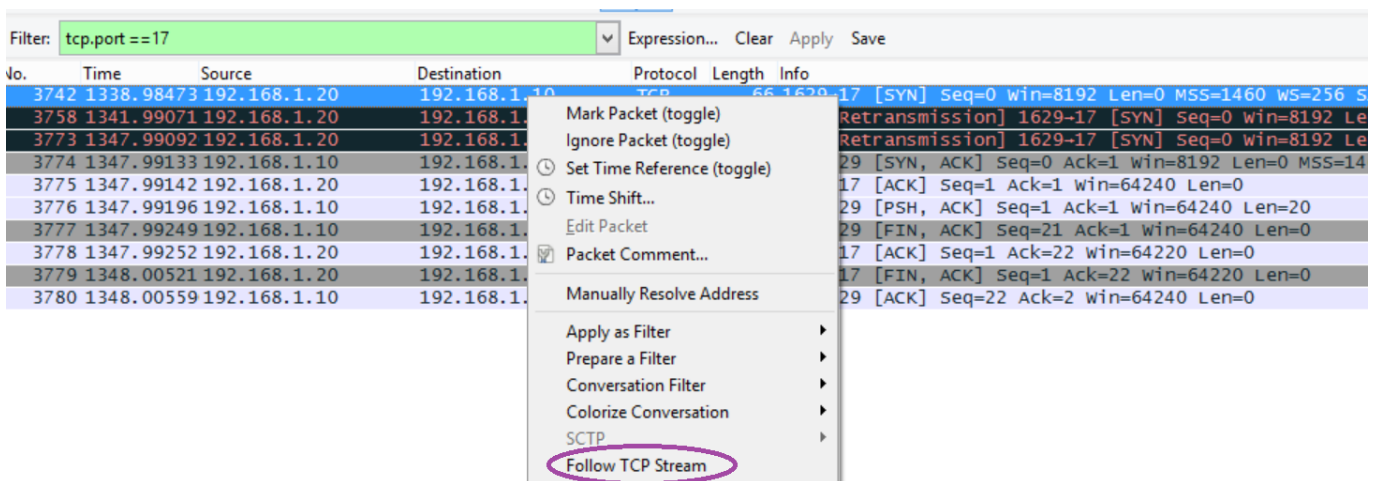 Filter: tcp.port ==17 Expression... Clear Apply Save
No. Time Source Destination Protocol Length Info
3742 1338.98473 192.168.1.20 192.168.1.10 TCP 66 1629→17 [SYN] Seq=0 Win=8192 Len=0 MSS=1460 WS=256
3758 1341.99071 192.168.1.20 192.168.1. Retransmission] 1629→17 [SYN] Seq=0 Win=8192 Le
3773 1347.99092 192.168.1.20 192.168.1. Retransmission] 1629→17 [SYN] Seq=0 Win=8192 Le
3774 1347.99133 192.168.1.10 192.168.1. 29 [SYN, ACK] Seq=0 Ack=1 Win=8192 Len=0 MSS=14
3775 1347.99142 192.168.1.20 192.168.1. 17 [ACK] Seq=1 Ack=1 Win=64240 Len=0
3776 1347.99196 192.168.1.10 192.168.1. 29 [PSH, ACK] Seq=1 Ack=1 Win=64240 Len=20
3777 1347.99249 192.168.1.10 192.168.1. 29 [FIN, ACK] Seq=21 Ack=1 Win=64240 Len=0
3778 1347.99252 192.168.1.20 192.168.1. 17 [ACK] Seq=1 Ack=22 Win=64220 Len=0
3779 1348.00521 192.168.1.20 192.168.1. 17 [FIN, ACK] Seq=1 Ack=22 Win=64220 Len=0
3780 1348.00559 192.168.1.10 192.168.1. 29 [ACK] Seq=22 Ack=2 Win=64240 Len=0
Mark Packet (toggle)
Ignore Packet (toggle)
Set Time Reference (toggle)
Time Shift...
Edit Packet
Packet Comment...
Manually Resolve Address
Apply as Filter
Prepare a Filter
Conversation Filter
Colorize Conversation
SCTP
Follow TCP Stream